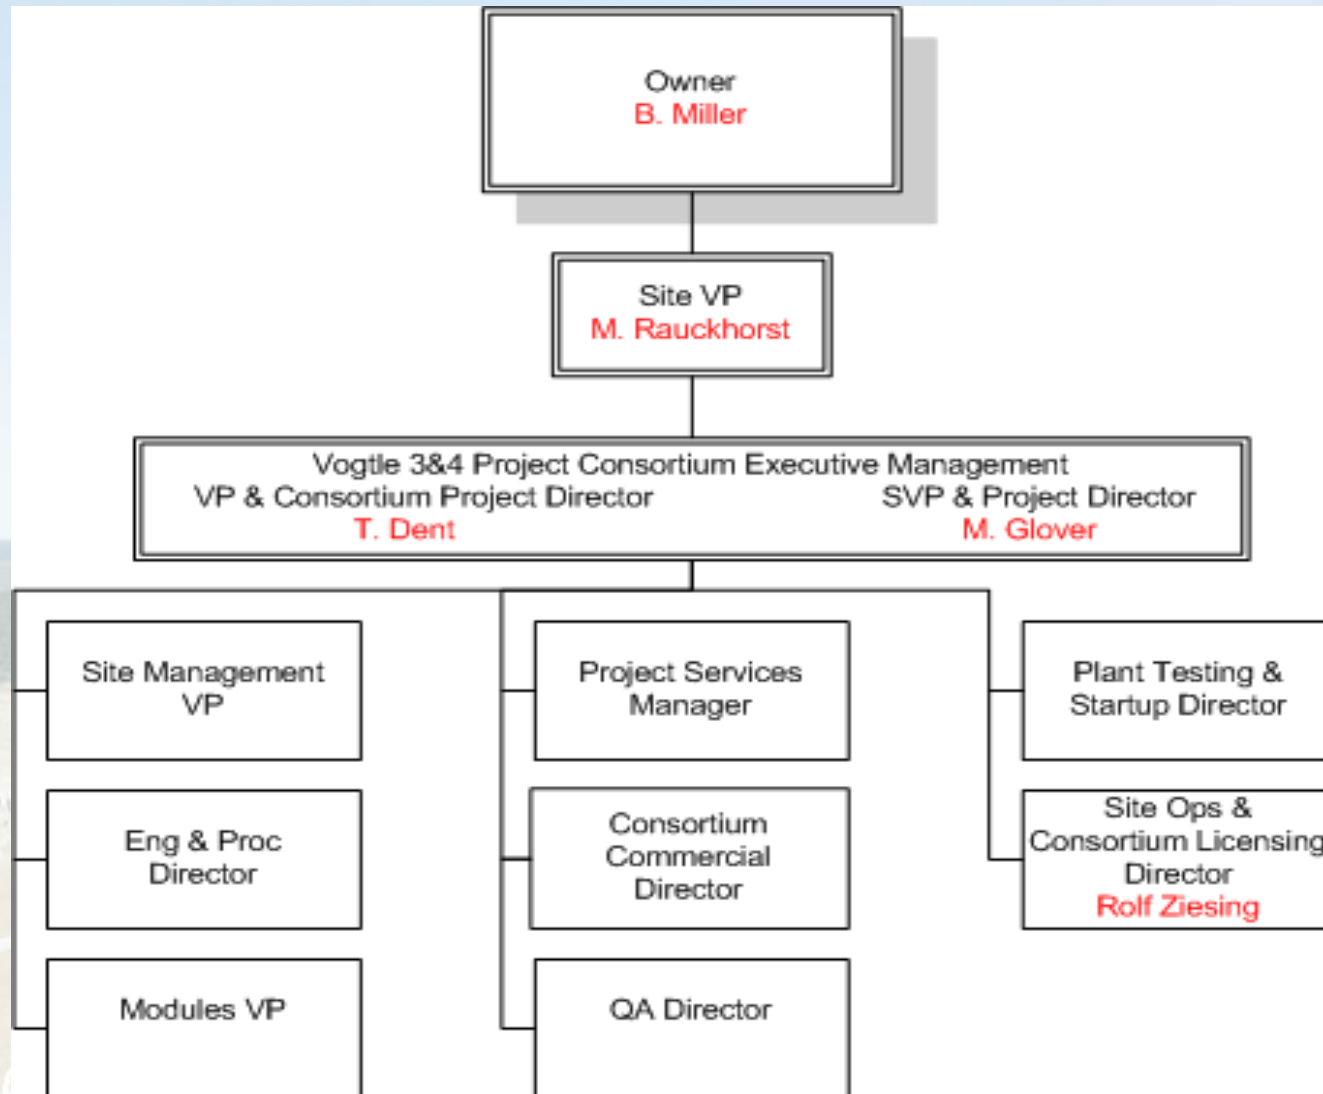 Owner
B. Miller
Site VP
M. Rauckhorst
Vogtle 3&4 Project Consortium Executive Management
VP & Consortium Project Director
T. Dent
SVP & Project Director
M. Glover
Site Management
VP
Project Services
Manager
Plant Testing &
Startup Director
Eng & Proc
Director
Consortium
Commercial
Director
Site Ops &
Consortium Licensing
Director
Rolf Ziesing
Modules VP
QA Director